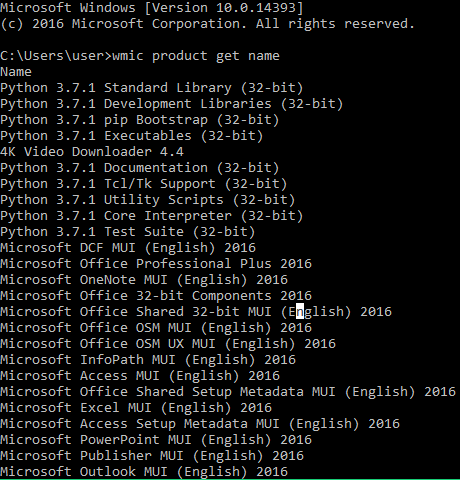 Microsoft Windows [Version 10.0.14393]
(c) 2016 Microsoft Corporation. All rights reserved.
C:\Users\user>wmic product get name
Name
Python 3.7.1 Standard Library (32-bit)
Python 3.7.1 Development Libraries (32-bit)
Python 3.7.1 pip Bootstrap (32-bit)
Python 3.7.1 Executables (32-bit)
4K Video Downloader 4.4
Python 3.7.1 Documentation (32-bit)
Python 3.7.1 Tcl/Tk Support (32-bit)
Python 3.7.1 Utility Scripts (32-bit)
Python 3.7.1 Core Interpreter (32-bit)
Python 3.7.1 Test Suite (32-bit)
Microsoft DCF MUI (English) 2016
Microsoft Office Professional Plus 2016
Microsoft OneNote MUI (English) 2016
Microsoft Office 32-bit Components 2016
Microsoft Office Shared 32-bit MUI (English) 2016
Microsoft Office OSM MUI (English) 2016
Microsoft Office OSM UX MUI (English) 2016
Microsoft InfoPath MUI (English) 2016
Microsoft Access MUI (English) 2016
Microsoft Office Shared Setup Metadata MUI (English) 2016
Microsoft Excel MUI (English) 2016
Microsoft Access Setup Metadata MUI (English) 2016
Microsoft PowerPoint MUI (English) 2016
Microsoft Publisher MUI (English) 2016
Microsoft Outlook MUI (English) 2016